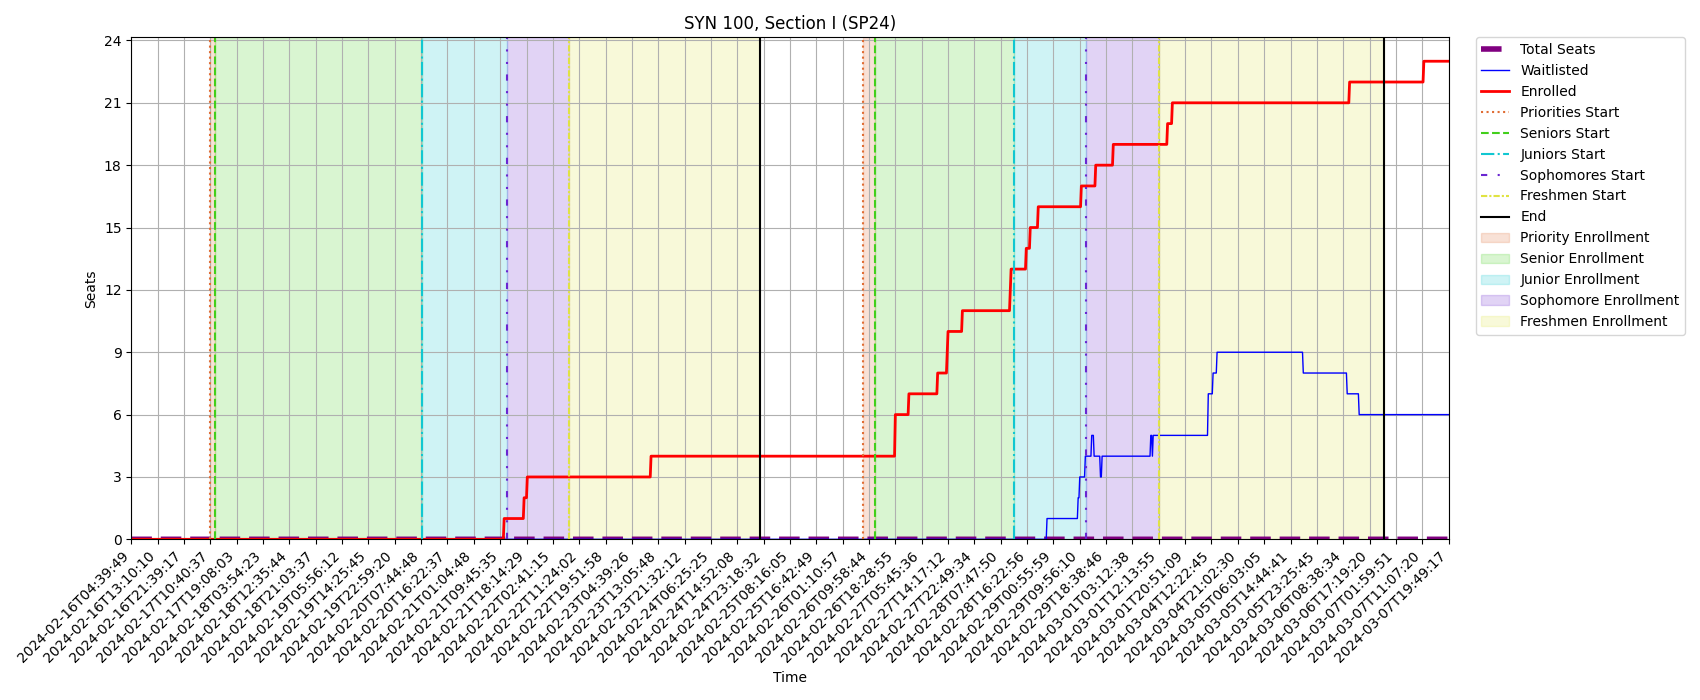 SYN 100, Section I (SP24)
24
21
18
15
12
9
6
3
0
Seats
2024-02-16T04:39:49
2024-02-16T13:10:10
2024-02-16T21:39:17
2024-02-17T10:40:37
2024-02-17T19:08:03
2024-02-18T03:54:23
2024-02-18T12:35:44
2024-02-18T21:03:37
2024-02-19T05:56:12
2024-02-19T14:25:45
2024-02-19T22:59:20
2024-02-20T07:44:48
2024-02-20T16:22:37
2024-02-21T01:04:48
2024-02-21T09:45:35
2024-02-21T18:14:29
2024-02-22T02:41:15
2024-02-22T11:24:02
2024-02-22T19:51:58
2024-02-23T04:39:26
2024-02-23T13:05:48
2024-02-23T21:32:12
2024-02-24T06:25:25
2024-02-24T14:52:08
2024-02-24T23:18:32
2024-02-25T08:16:05
2024-02-25T16:42:49
2024-02-26T01:10:57
2024-02-26T09:58:44
2024-02-26T18:28:55
2024-02-27T05:45:36
2024-02-27T14:17:12
2024-02-27T22:49:34
2024-02-28T07:47:50
2024-02-28T16:22:56
2024-02-29T00:55:59
2024-02-29T09:56:10
2024-02-29T18:38:46
2024-03-01T03:12:38
2024-03-01T12:13:55
2024-03-01T20:51:09
2024-03-04T12:22:45
2024-03-04T21:02:30
2024-03-05T06:03:05
2024-03-05T14:44:41
2024-03-05T23:25:45
2024-03-06T08:38:34
2024-03-06T17:19:20
2024-03-07T01:59:51
2024-03-07T11:07:20
2024-03-07T19:49:17
Time
Total Seats
Waitlisted
Enrolled
Priorities Start
Seniors Start
Juniors Start
Sophomores Start
Freshmen Start
End
Priority Enrollment
Senior Enrollment
Junior Enrollment
Sophomore Enrollment
Freshmen Enrollment